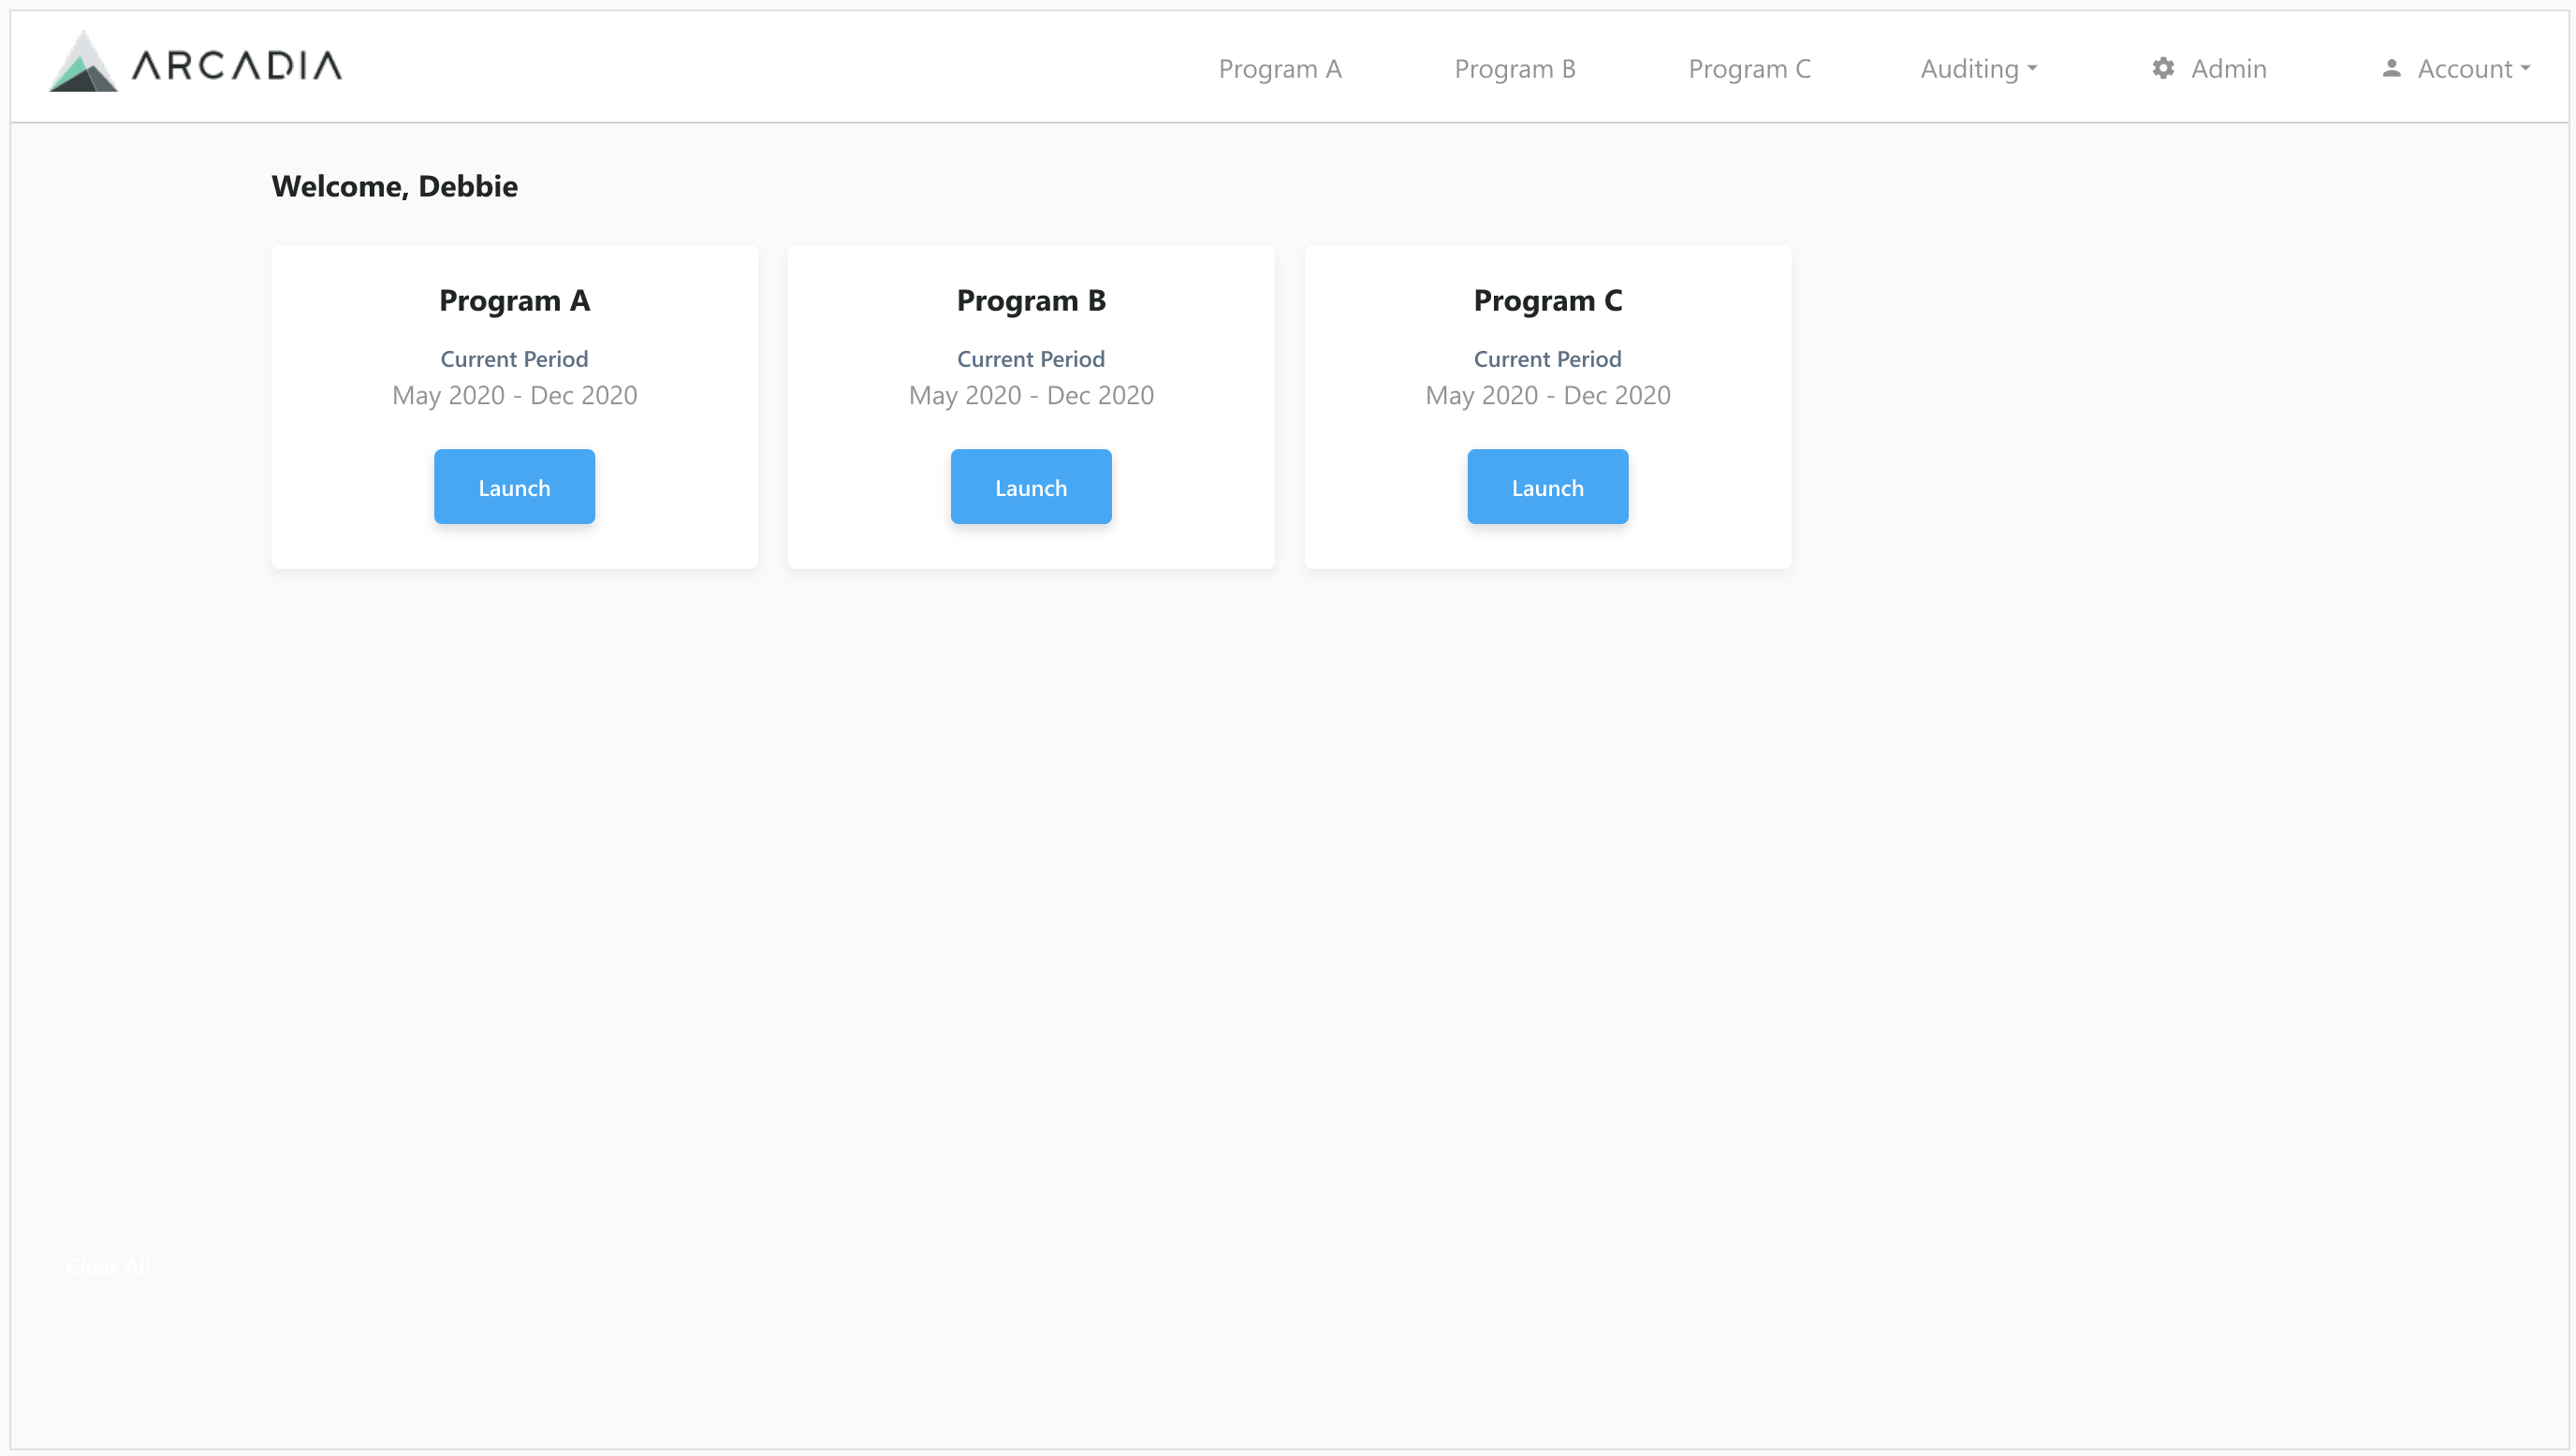 ARCADIA
Program A Program B Program C Auditing Admin Account
Welcome, Debbie
Program A
Current Period
May 2020 - Dec 2020
Launch
Program B
Current Period
May 2020 - Dec 2020
Launch
Program C
Current Period
May 2020 - Dec 2020
Launch
Clear All